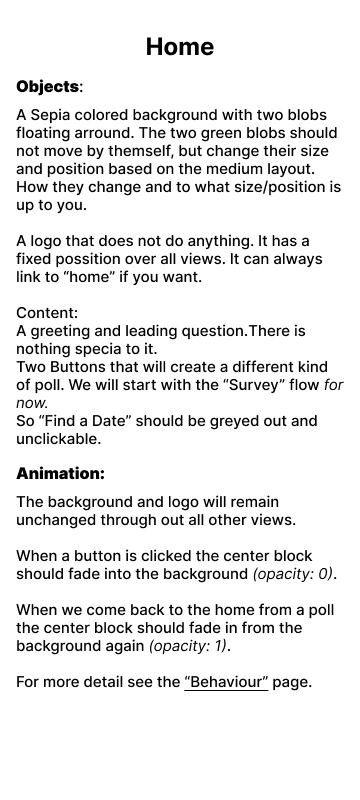 Home
Objects:
A Sepia colored background with two blobs
floating arround. The two green blobs should
not move by themself, but change their size
and position based on the medium layout.
How they change and to what size/position is
up to you.
A logo that does not do anything. It has a
fixed possition over all views. It can always
link to “home” if you want.
Content:
A greeting and leading question.There is
nothing specia to it.
Two Buttons that will create a different kind
of poll. We will start with the “Survey” flow for
now.
So “Find a Date” should be greyed out and
unclickable.
Animation:
The background and logo will remain
unchanged through out all other views.
When a button is clicked the center block
should fade into the background (opacity: 0).
When we come back to the home from a poll
the center block should fade in from the
background again (opacity: 1).
For more detail see the “Behaviour” page.